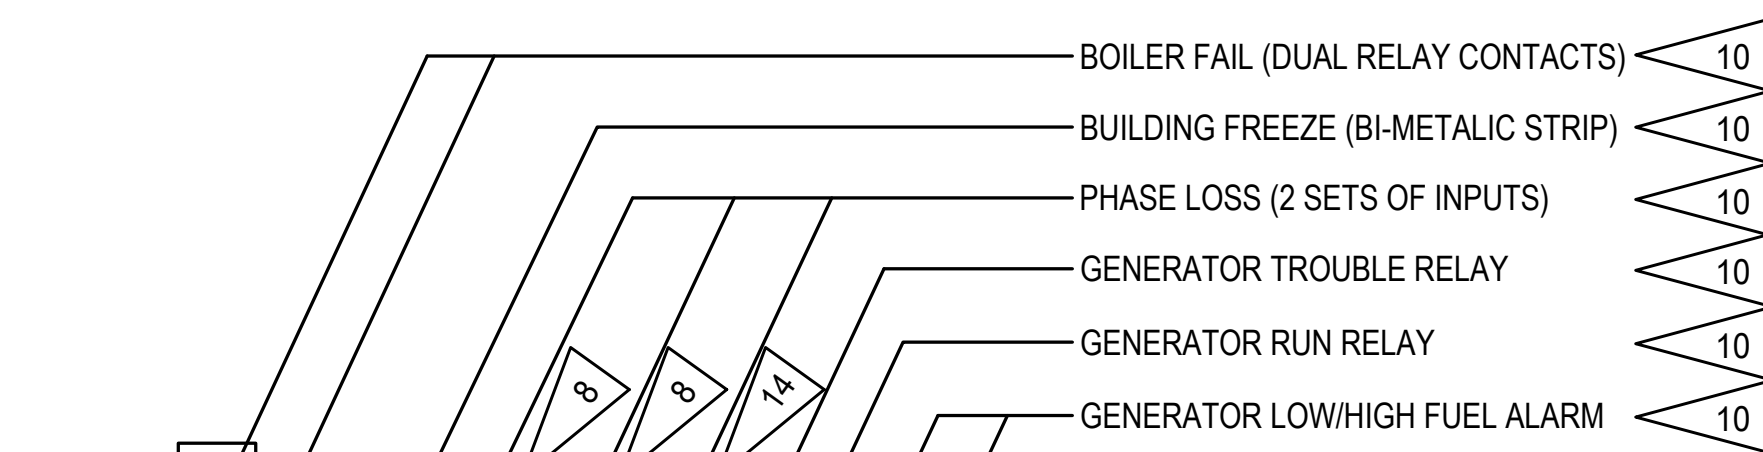 BOILER FAIL (DUAL RELAY CONTACTS) 10
BUILDING FREEZE (BI-METALIC STRIP) 10
PHASE LOSS (2 SETS OF INPUTS) 10
GENERATOR TROUBLE RELAY 10
GENERATOR RUN RELAY 10
8 8 14
GENERATOR LOW/HIGH FUEL ALARM 10